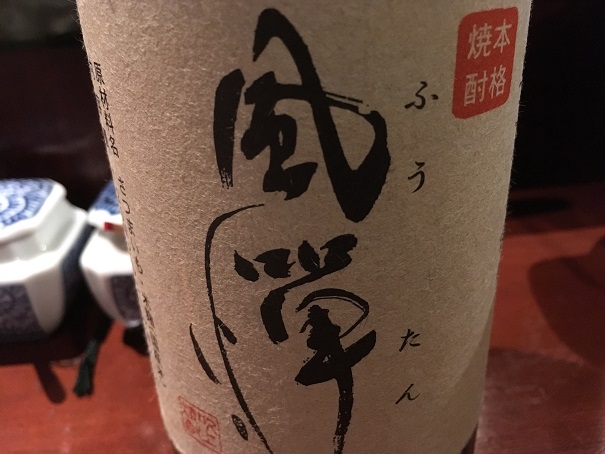 本格
焼酎
ふうたん
風憚
原材料名 さつまいも